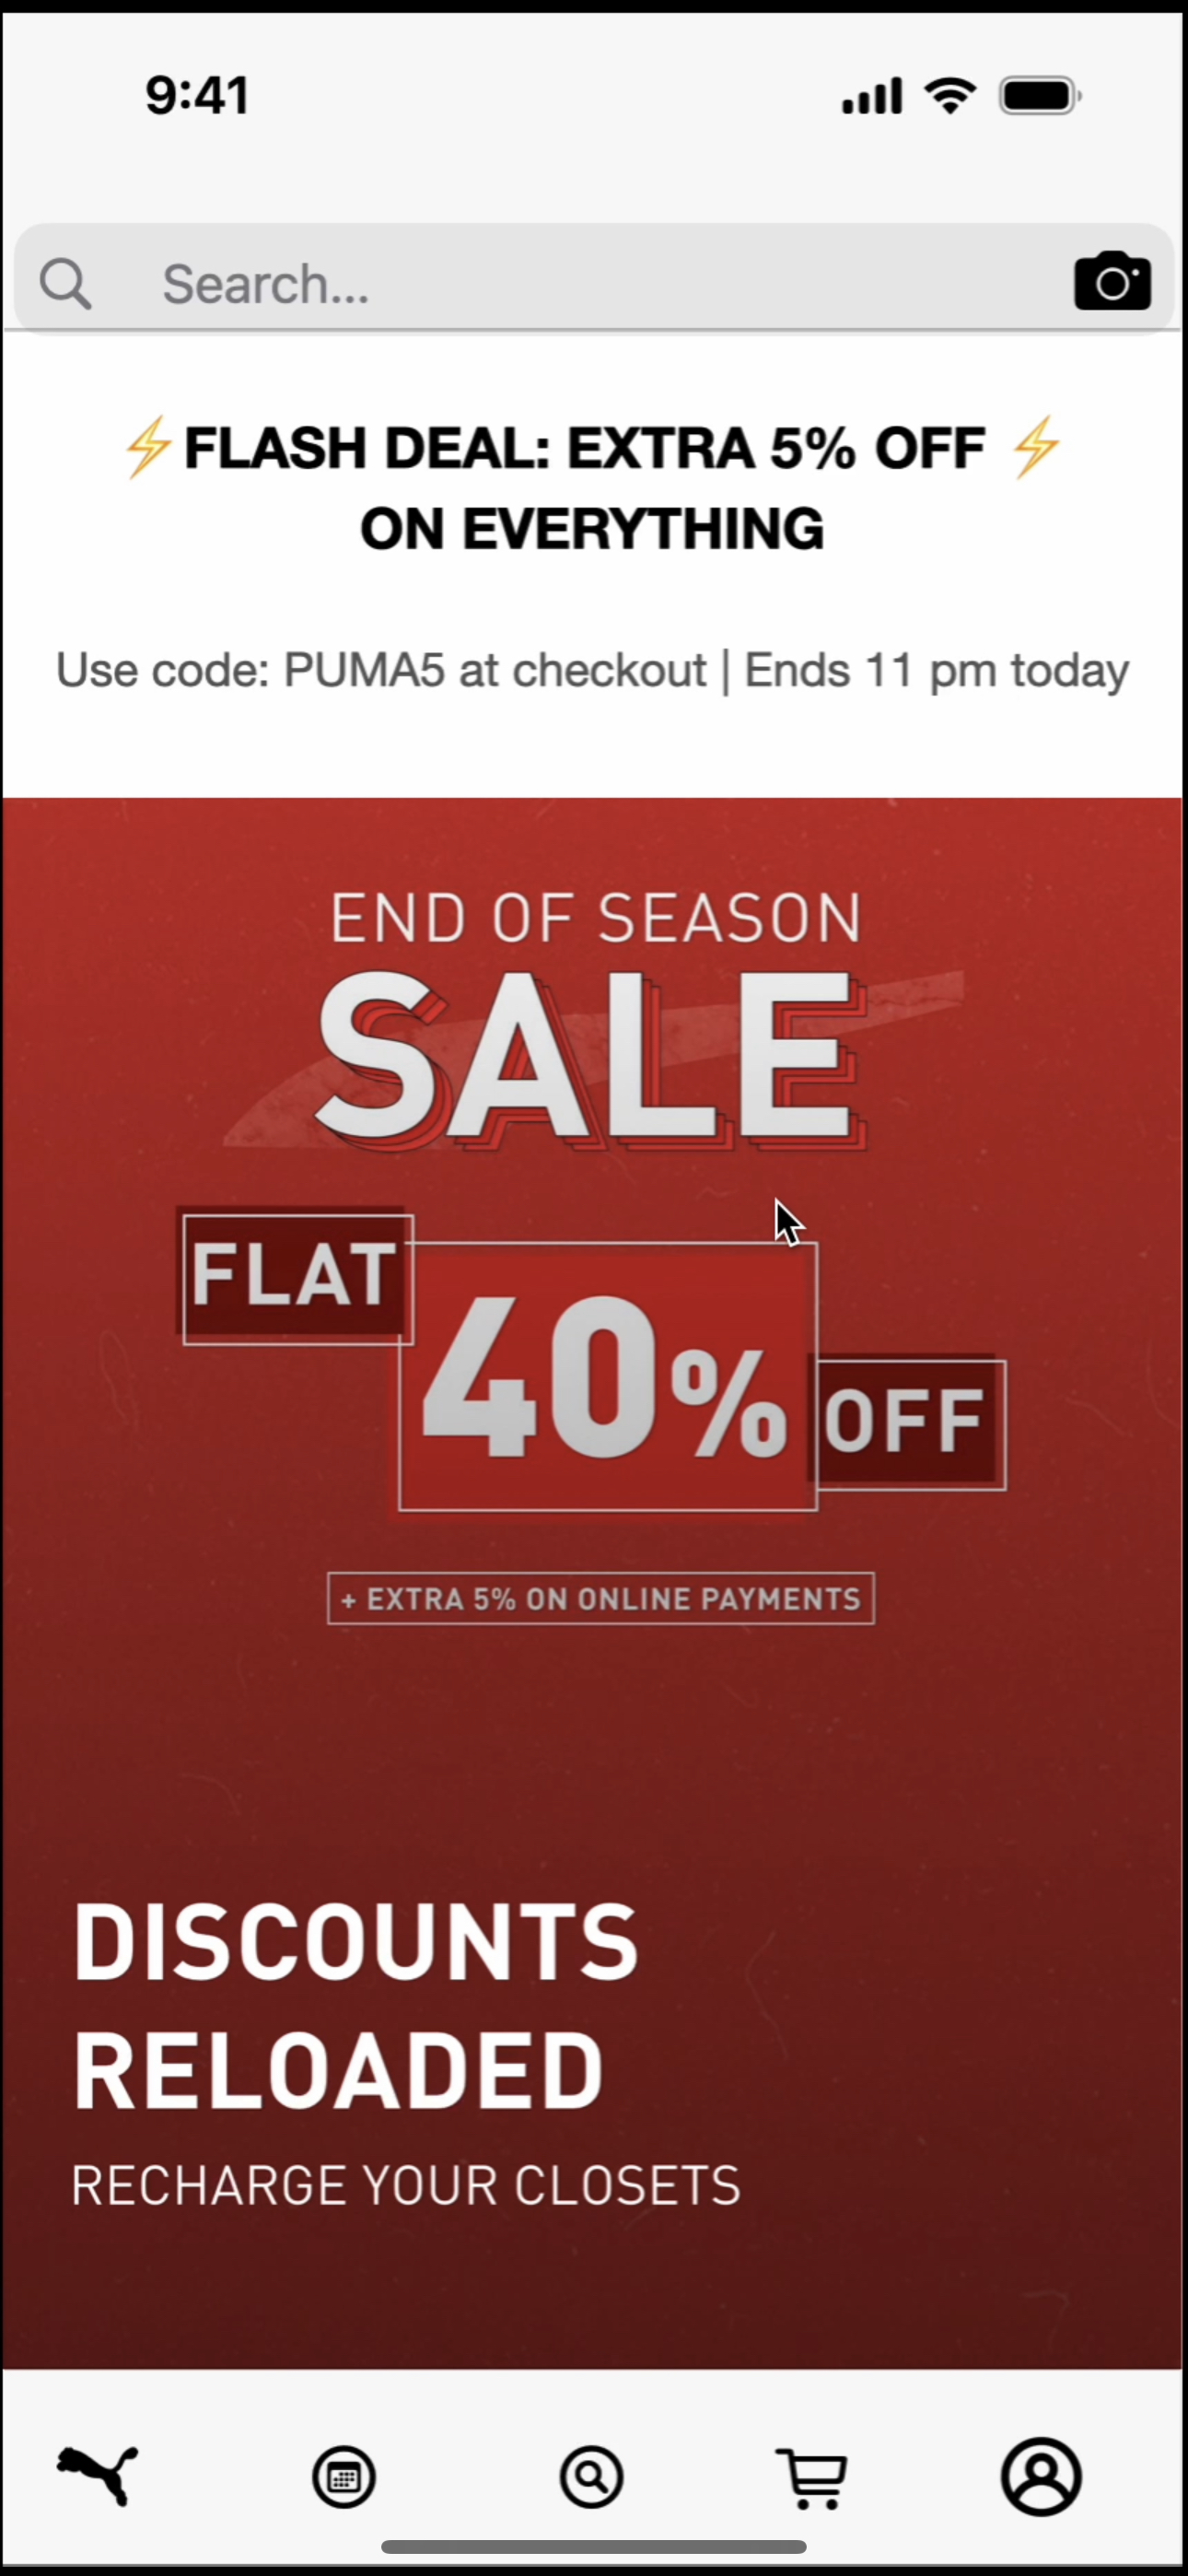 9:41
Search...
⚡FLASH DEAL: EXTRA 5% OFF ⚡
ON EVERYTHING
Use code: PUMA5 at checkout | Ends 11 pm today
END OF SEASON
SALE
FLAT
40%
OFF
+ EXTRA 5% ON ONLINE PAYMENTS
DISCOUNTS
RELOADED
RECHARGE YOUR CLOSETS